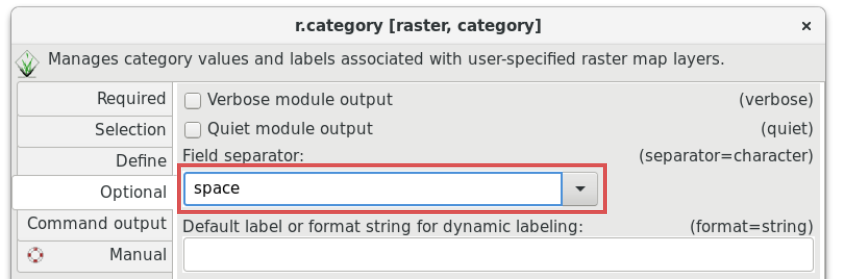 r.category [raster, category] ×
Manages category values and labels associated with user-specified raster map layers.
Required
Selection
Define
Optional
Command output
Manual
Verbose module output (verbose)
Quiet module output (quiet)
Field separator: (separator=character)
space
Default label or format string for dynamic labeling: (format=string)